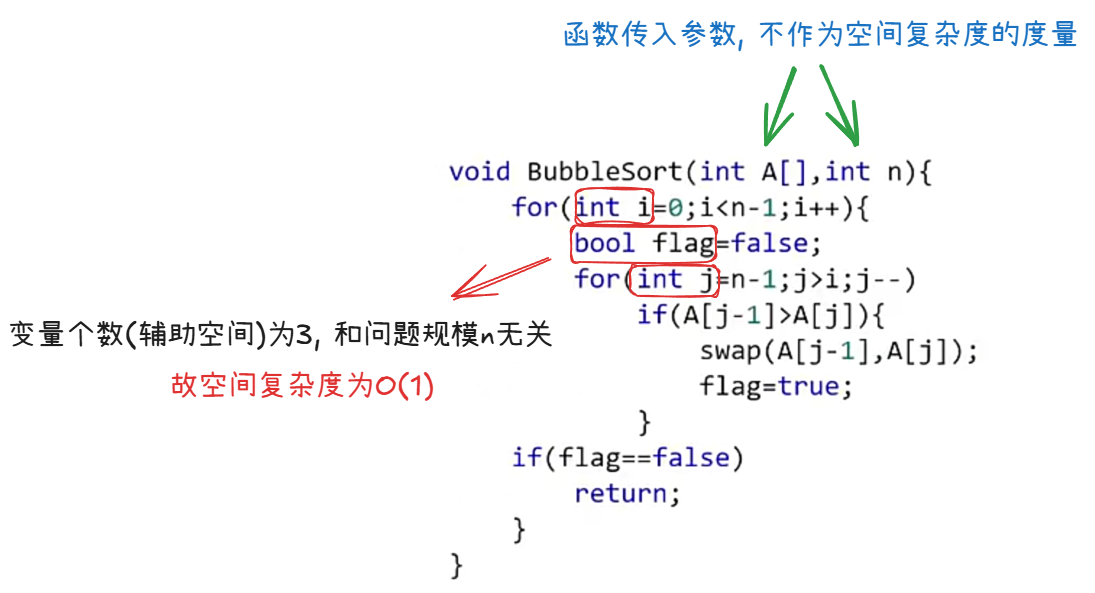 函数传入参数, 不作为空间复杂度的度量
void BubbleSort(int A[],int n){
for(int i=0;i<n-1;i++){
bool flag=false;
for(int j=n-1;j>i;j--)
if(A[j-1]>A[j]){
变量个数(辅助空间)为3, 和问题规模n无关
故空间复杂度为O(1)
swap(A[j-1],A[j]);
flag=true;
}
if(flag==false)
return;
}
}